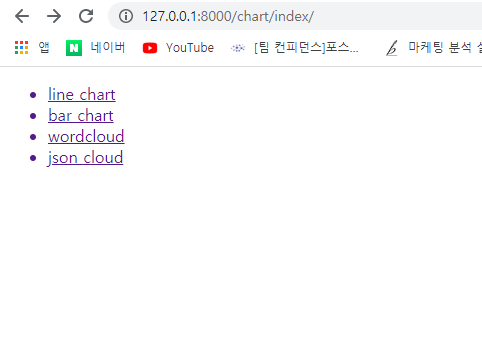 127.0.0.1:8000/chart/index/
앱 네이버 YouTube [팀 컨피던스]포스... 마케팅 분석 설
line chart
bar chart
wordcloud
json cloud